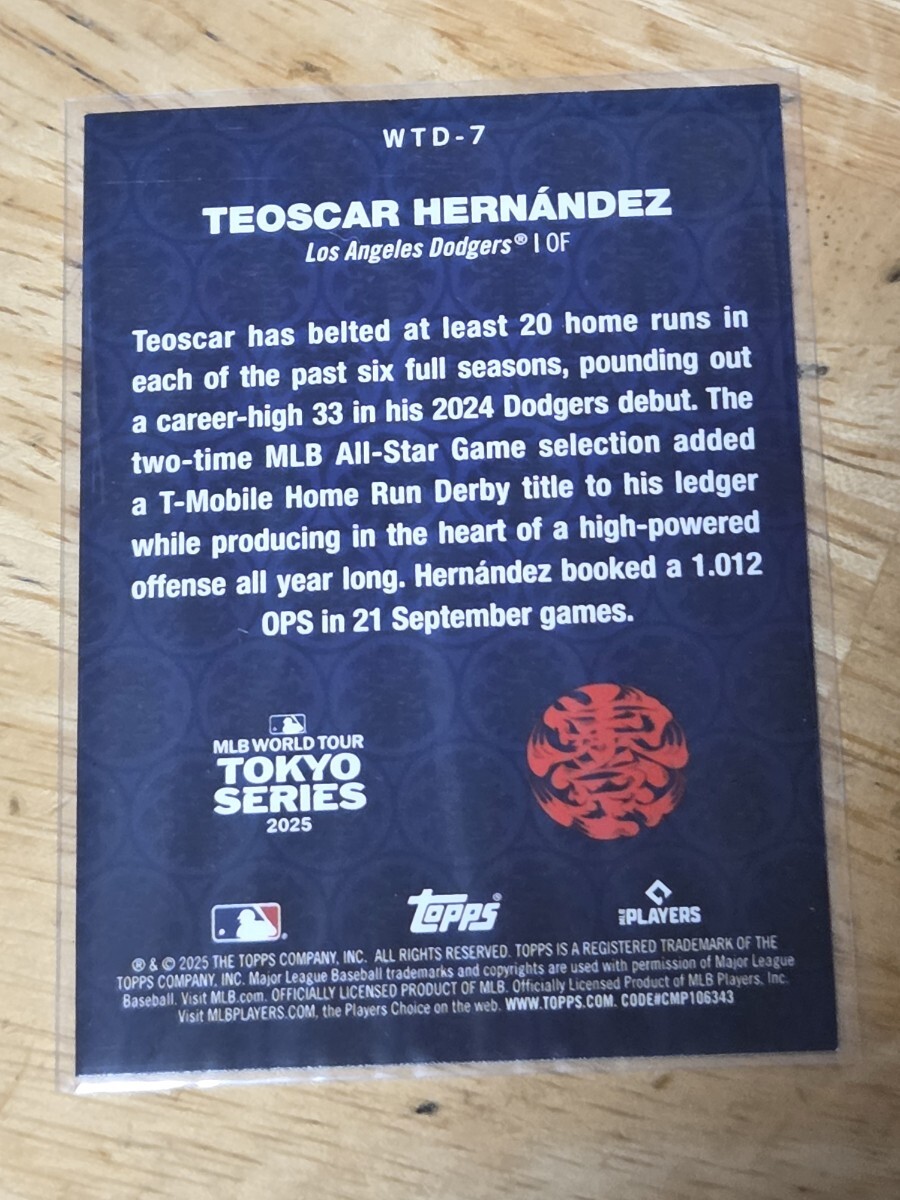 WTD-7
TEOSCAR HERNÁNDEZ
Los Angeles Dodgers® | OF
Teoscar has belted at least 20 home runs in
each of the past six full seasons, pounding out
a career-high 33 in his 2024 Dodgers debut. The
two-time MLB All-Star Game selection added
a T-Mobile Home Run Derby title to his ledger
while producing in the heart of a high-powered
offense all year long. Hernández booked a 1.012
OPS in 21 September games.
MLB WORLD TOUR
TOKYO
SERIES
2025
東京
topps®
MLB PLAYERS
® & © 2025 THE TOPPS COMPANY, INC. ALL RIGHTS RESERVED. TOPPS IS A REGISTERED TRADEMARK OF THE
TOPPS COMPANY, INC. Major League Baseball trademarks and copyrights are used with permission of Major League
Baseball. Visit MLB.com. OFFICIALLY LICENSED PRODUCT OF MLB. Officially Licensed Product of MLB Players, Inc.
Visit MLBPLAYERS.COM, the Players Choice on the web. WWW.TOPPS.COM. CODE#CMP106343